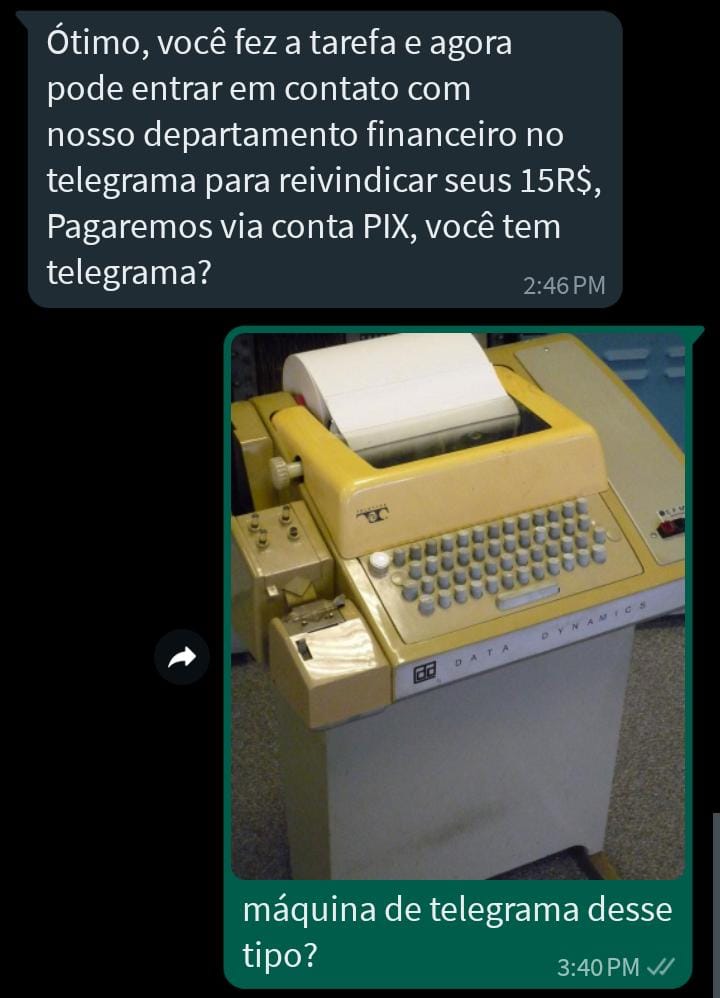 Ótimo, você fez a tarefa e agora
pode entrar em contato com
nosso departamento financeiro no
telegrama para reivindicar seus 15R$,
Pagaremos via conta PIX, você tem
telegrama?
2:46 PM
DATA DYNAMICS
máquina de telegrama desse
tipo?
3:40 PM